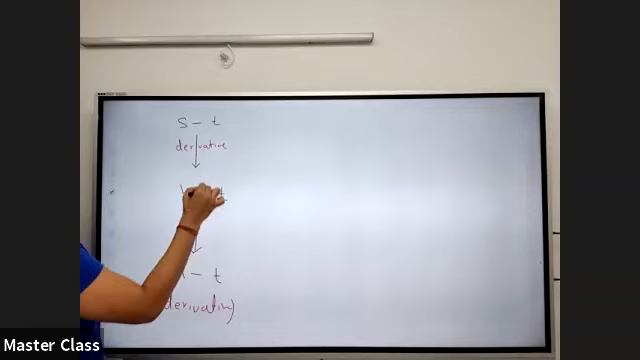 s – t
derivative
t
– t
derivative)
Master Class